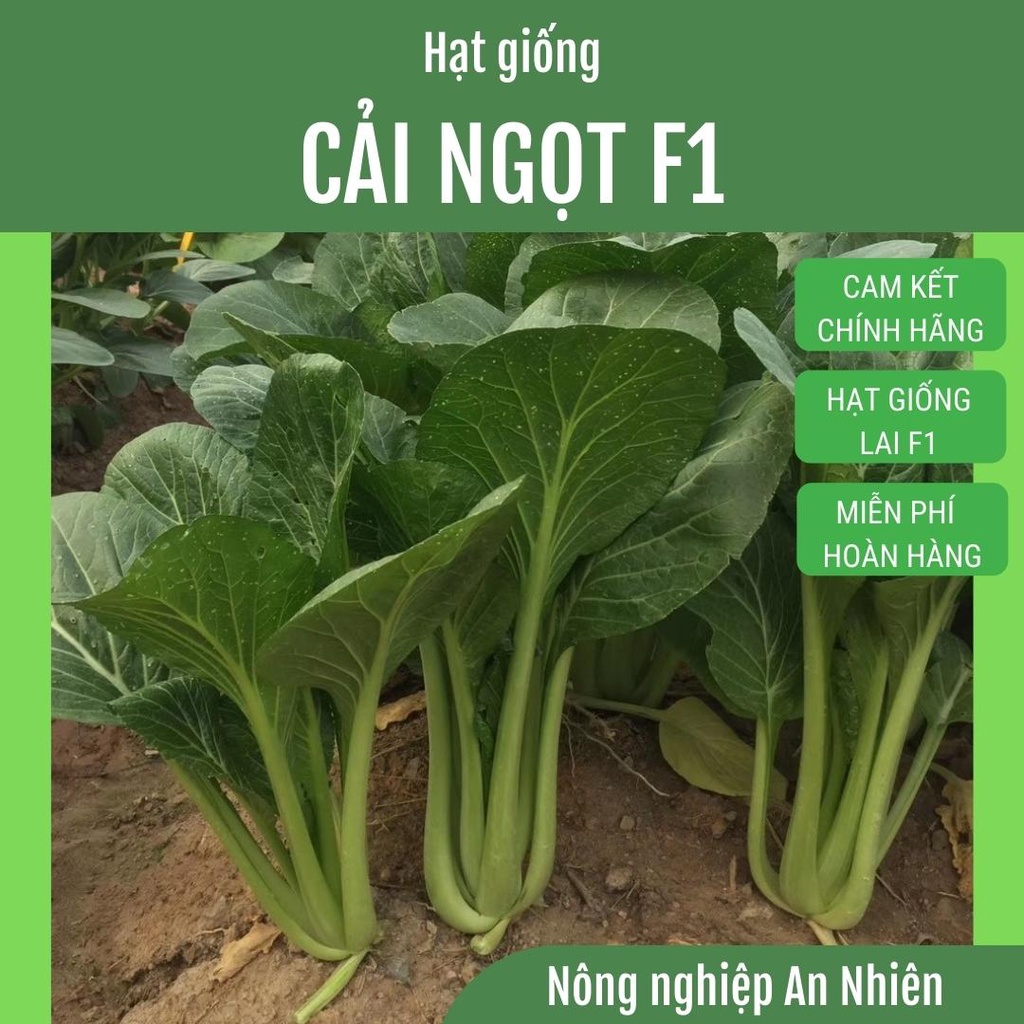 Hạt giống
CẢI NGỌT F1
CAM KẾT
CHÍNH HÃNG
HẠT GIỐNG
LAI F1
MIỄN PHÍ
HOÀN HÀNG
Nông nghiệp An Nhiên